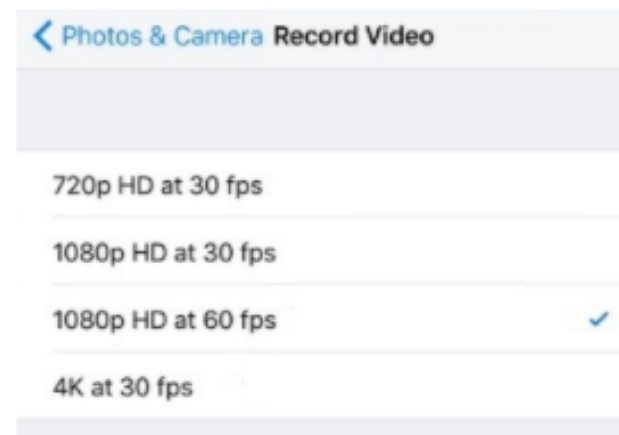 Photos & Camera Record Video
720p HD at 30 fps
1080p HD at 30 fps
1080p HD at 60 fps
4K at 30 fps